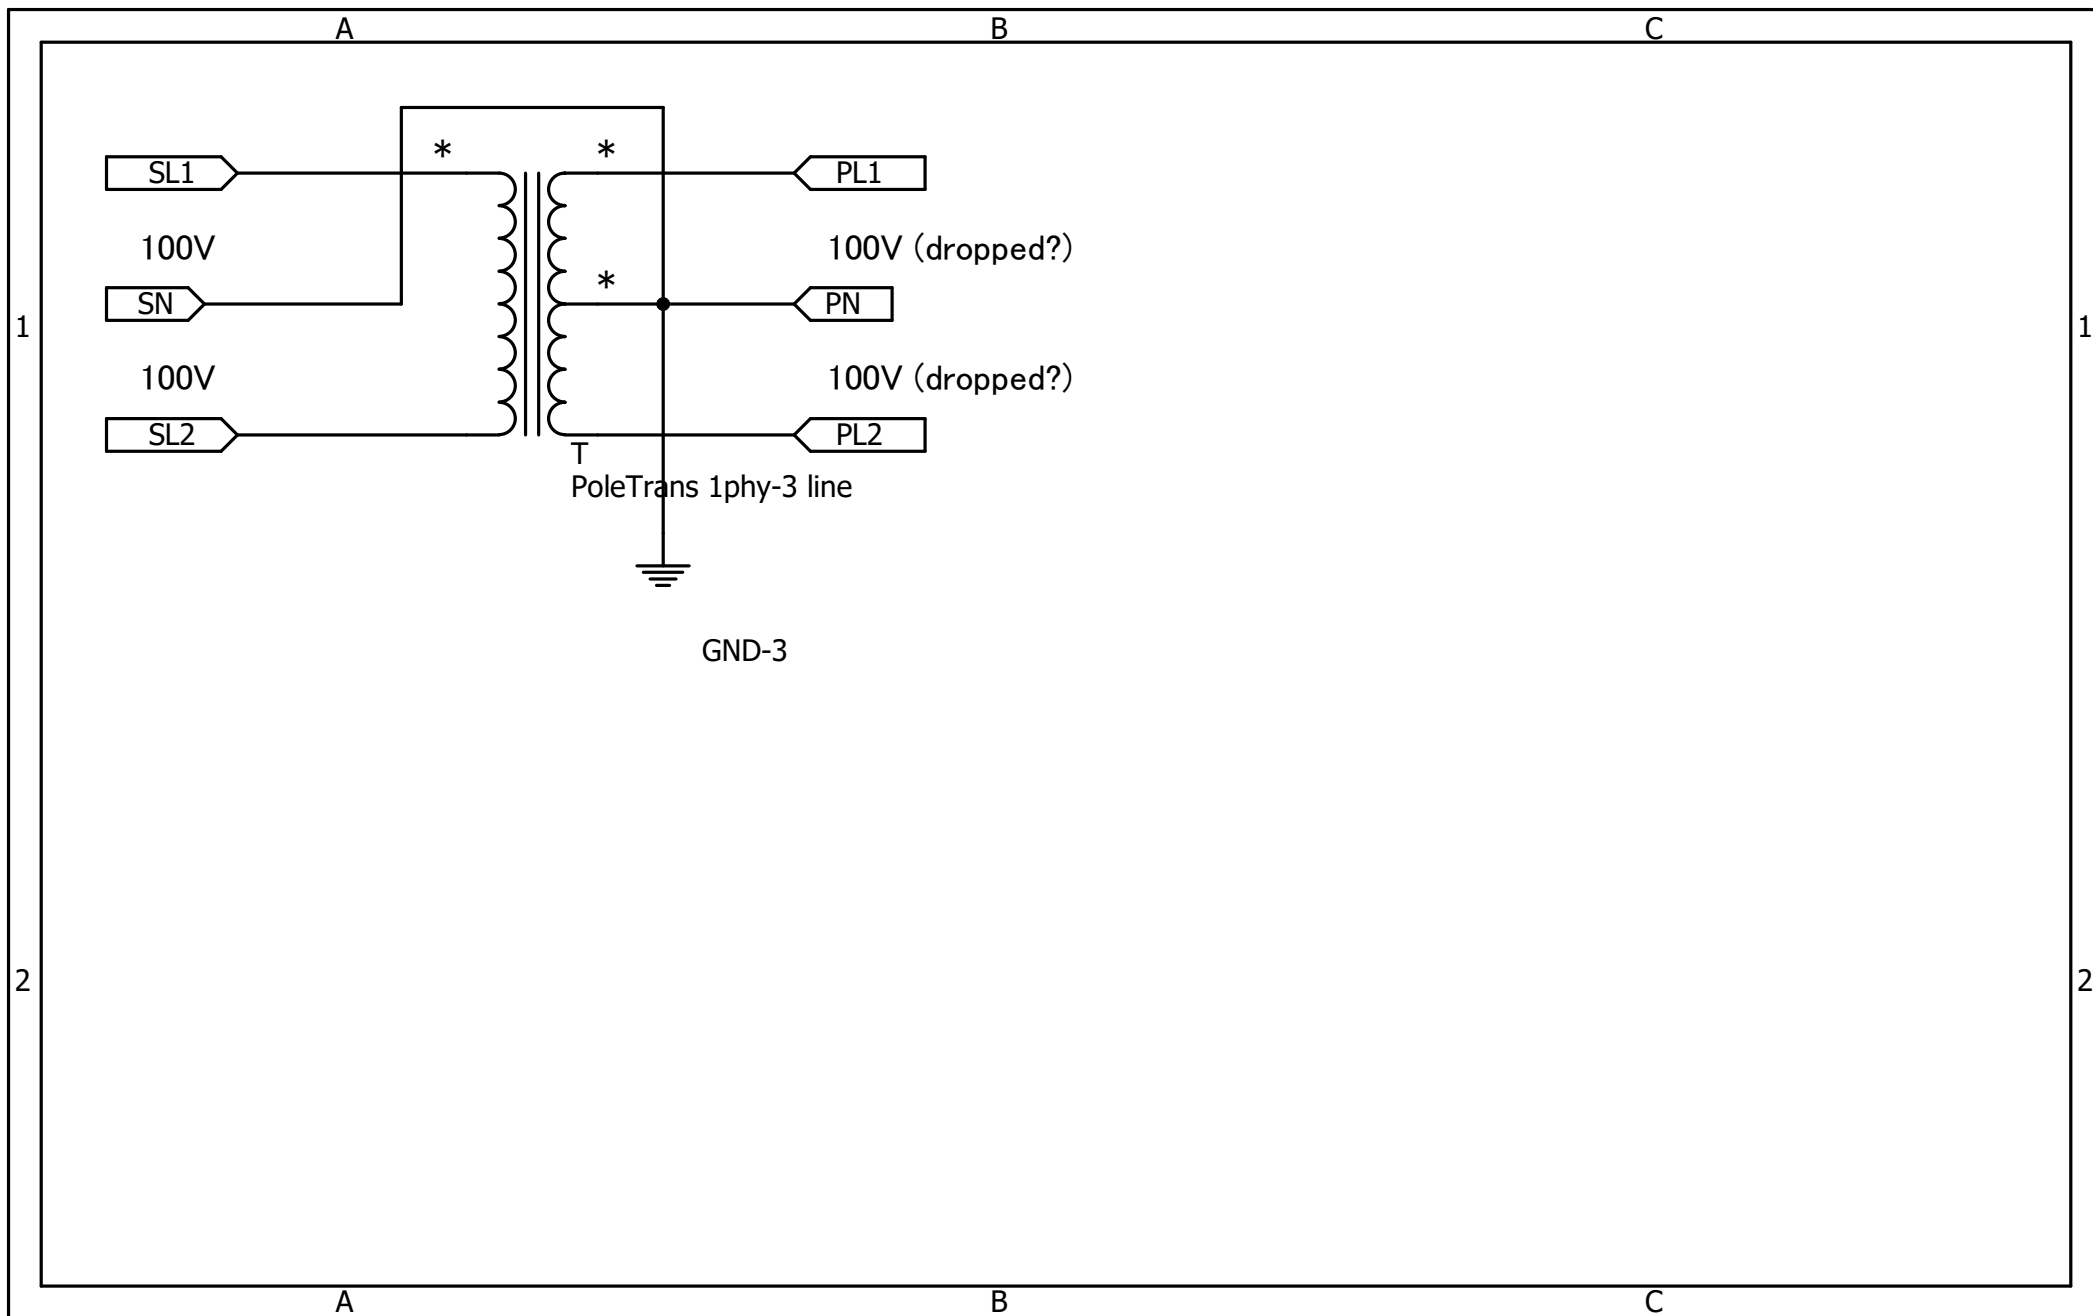 A B C
* *
SL1 PL1
100V 100V (dropped?)
*
SN PN
1 1
100V 100V (dropped?)
SL2 PL2
T
PoleTrans 1phy-3 line
GND-3
2 2
A B C